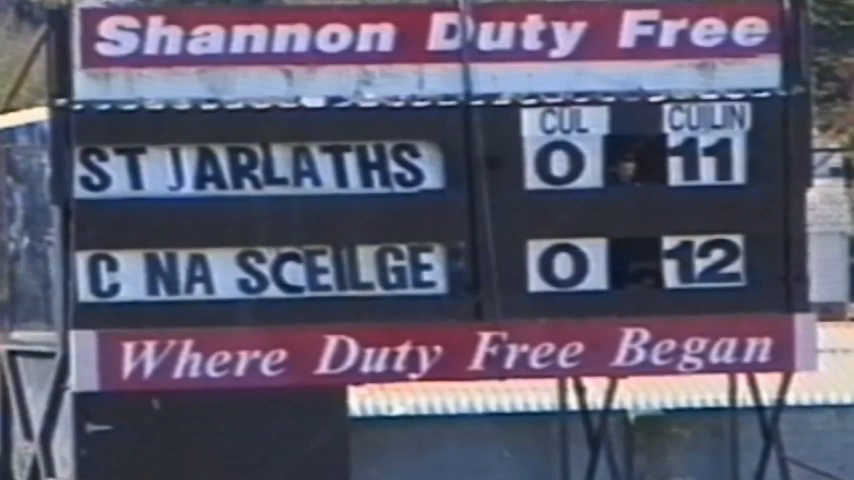 Shannon Duty Free
CUL CUILIN
ST JARLATHS 0 11
C NA SCEILGE 0 12
Where Duty Free Began